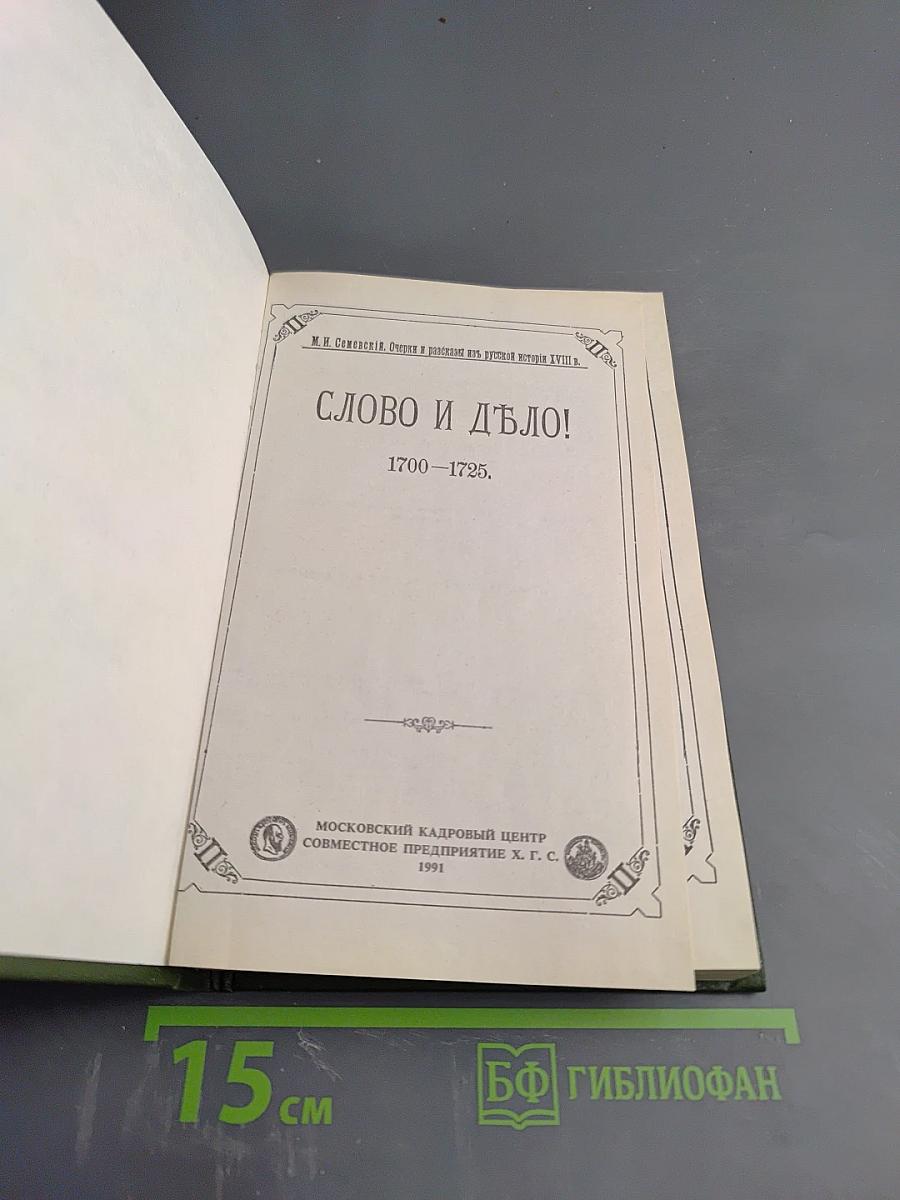 М. И. Семевскій. Очерки и разсказы изъ русской исторіи XVIII в.
СЛОВО И ДѢЛО!
1700—1725.
МОСКОВСКИЙ КАДРОВЫЙ ЦЕНТР
СОВМЕСТНОЕ ПРЕДПРИЯТИЕ Х. Г. С.
1991
15 см
БФ ГИБЛИОФАН